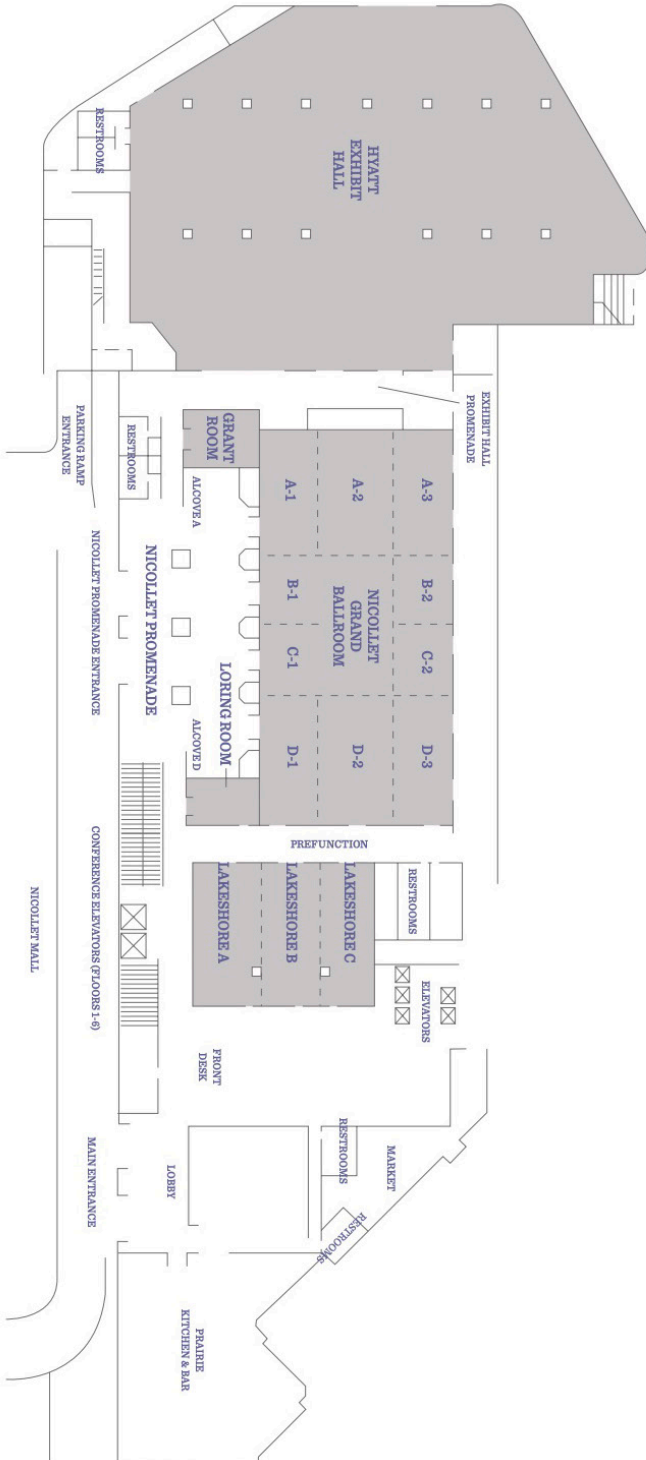 RESTROOMS
HYATT
EXHIBIT
HALL
EXHIBIT HALL
PROMENADE
PARKING RAMP
ENTRANCE
RESTROOMS
GRANT
ROOM
ALCOVE A
A-1
A-2
A-3
NICOLLET PROMENADE ENTRANCE
NICOLLET PROMENADE
B-1
B-2
NICOLLET
GRAND
BALLROOM
C-1
C-2
LORING ROOM
ALCOVE D
D-1
D-2
D-3
PREFUNCTION
CONFERENCE ELEVATORS (FLOORS 1-6)
NICOLLET MALL
LAKESHORE A
LAKESHORE B
LAKESHORE C
RESTROOMS
ELEVATORS
FRONT
DESK
MAIN ENTRANCE
LOBBY
RESTROOMS
MARKET
RESTROOMS
PRAIRIE
KITCHEN & BAR